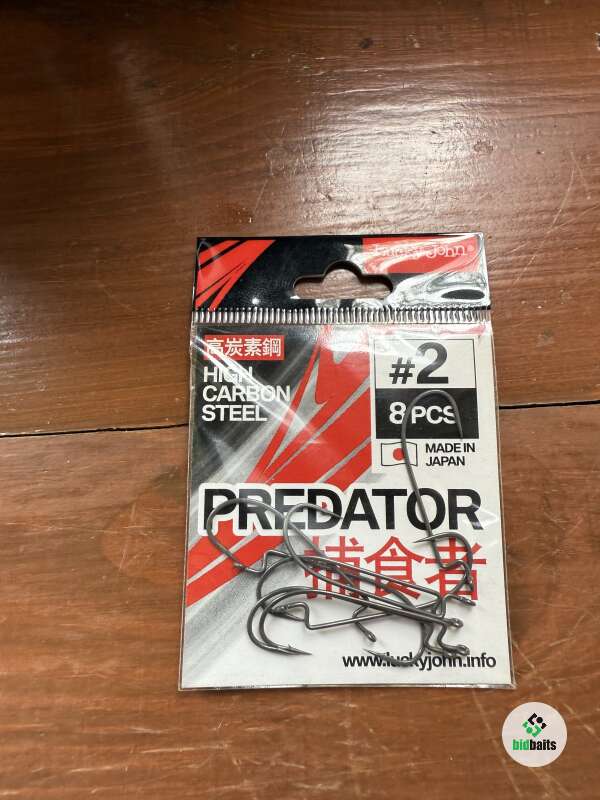 Lucky John®
高炭素鋼
HIGH
CARBON
STEEL
#2
8 PCS
MADE IN
JAPAN
PREDATOR
捕食者
www.luckyjohn.info
bidbaits